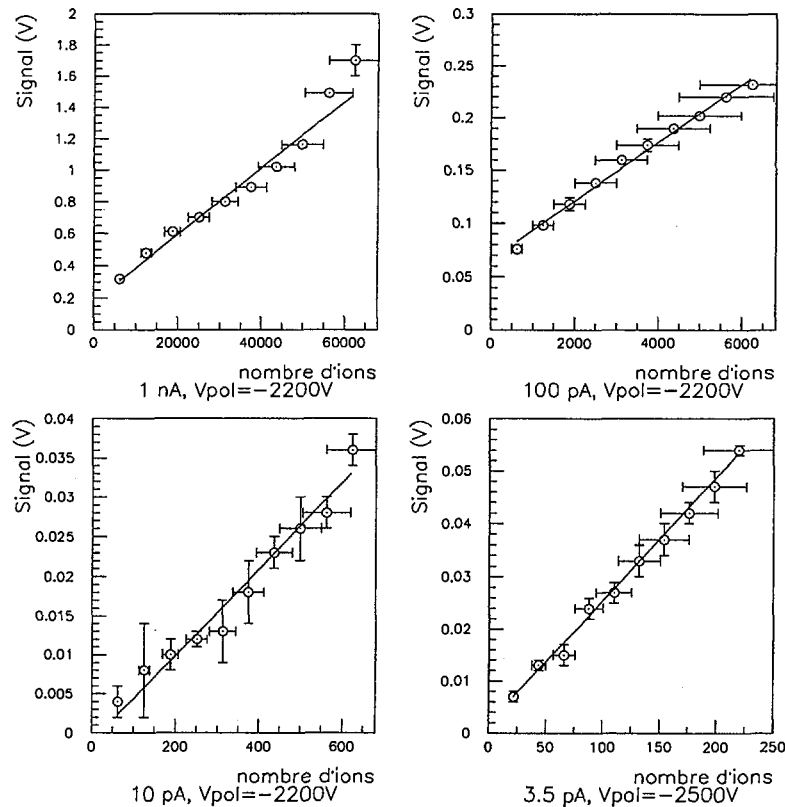 Signal (V)
2
1.8
1.6
1.4
1.2
1
0.8
0.6
0.4
0.2
0
0 20000 40000 60000
nombre d'ions
1 nA, Vpol=−2200V
Signal (V)
0.3
0.25
0.20
0.15
0.10
0.05
0
0 2000 4000 6000
nombre d'ions
100 pA, Vpol=−2200V
Signal (V)
0.04
0.035
0.030
0.025
0.020
0.015
0.010
0.005
0
0 200 400 600
nombre d'ions
10 pA, Vpol=−2200V
Signal (V)
0.06
0.05
0.04
0.03
0.02
0.01
0
0 50 100 150 200 250
nombre d'ions
3.5 pA, Vpol=−2500V